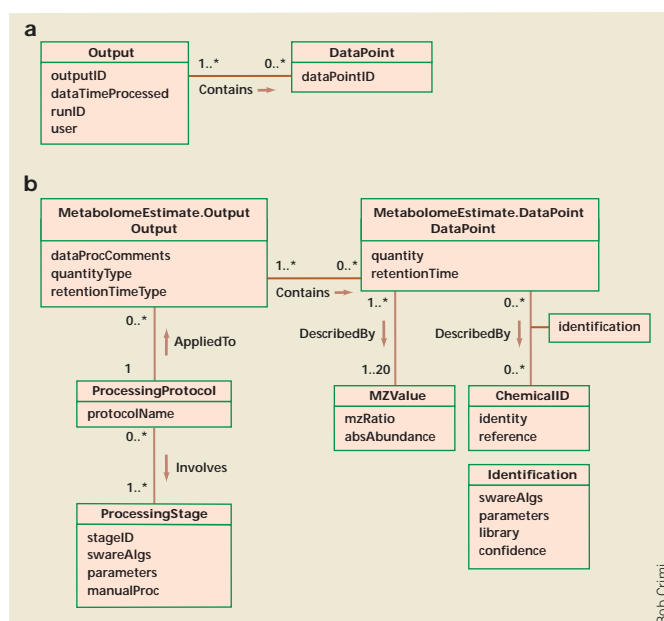 a
Output
outputID
dataTimeProcessed
runID
user
1..*
0..*
Contains
DataPoint
dataPointID
b
MetabolomeEstimate.Output
Output
dataProcComments
quantityType
retentionTimeType
1..*
0..*
Contains
MetabolomeEstimate.DataPoint
DataPoint
quantity
retentionTime
0..*
AppliedTo
1
ProcessingProtocol
protocolName
0..*
Involves
1..*
ProcessingStage
stageID
swareAlgs
parameters
manualProc
1..*
DescribedBy
1..20
MZValue
mzRatio
absAbundance
0..*
DescribedBy
identification
0..*
ChemicalID
identity
reference
Identification
swareAlgs
parameters
library
confidence
Bob Crimi